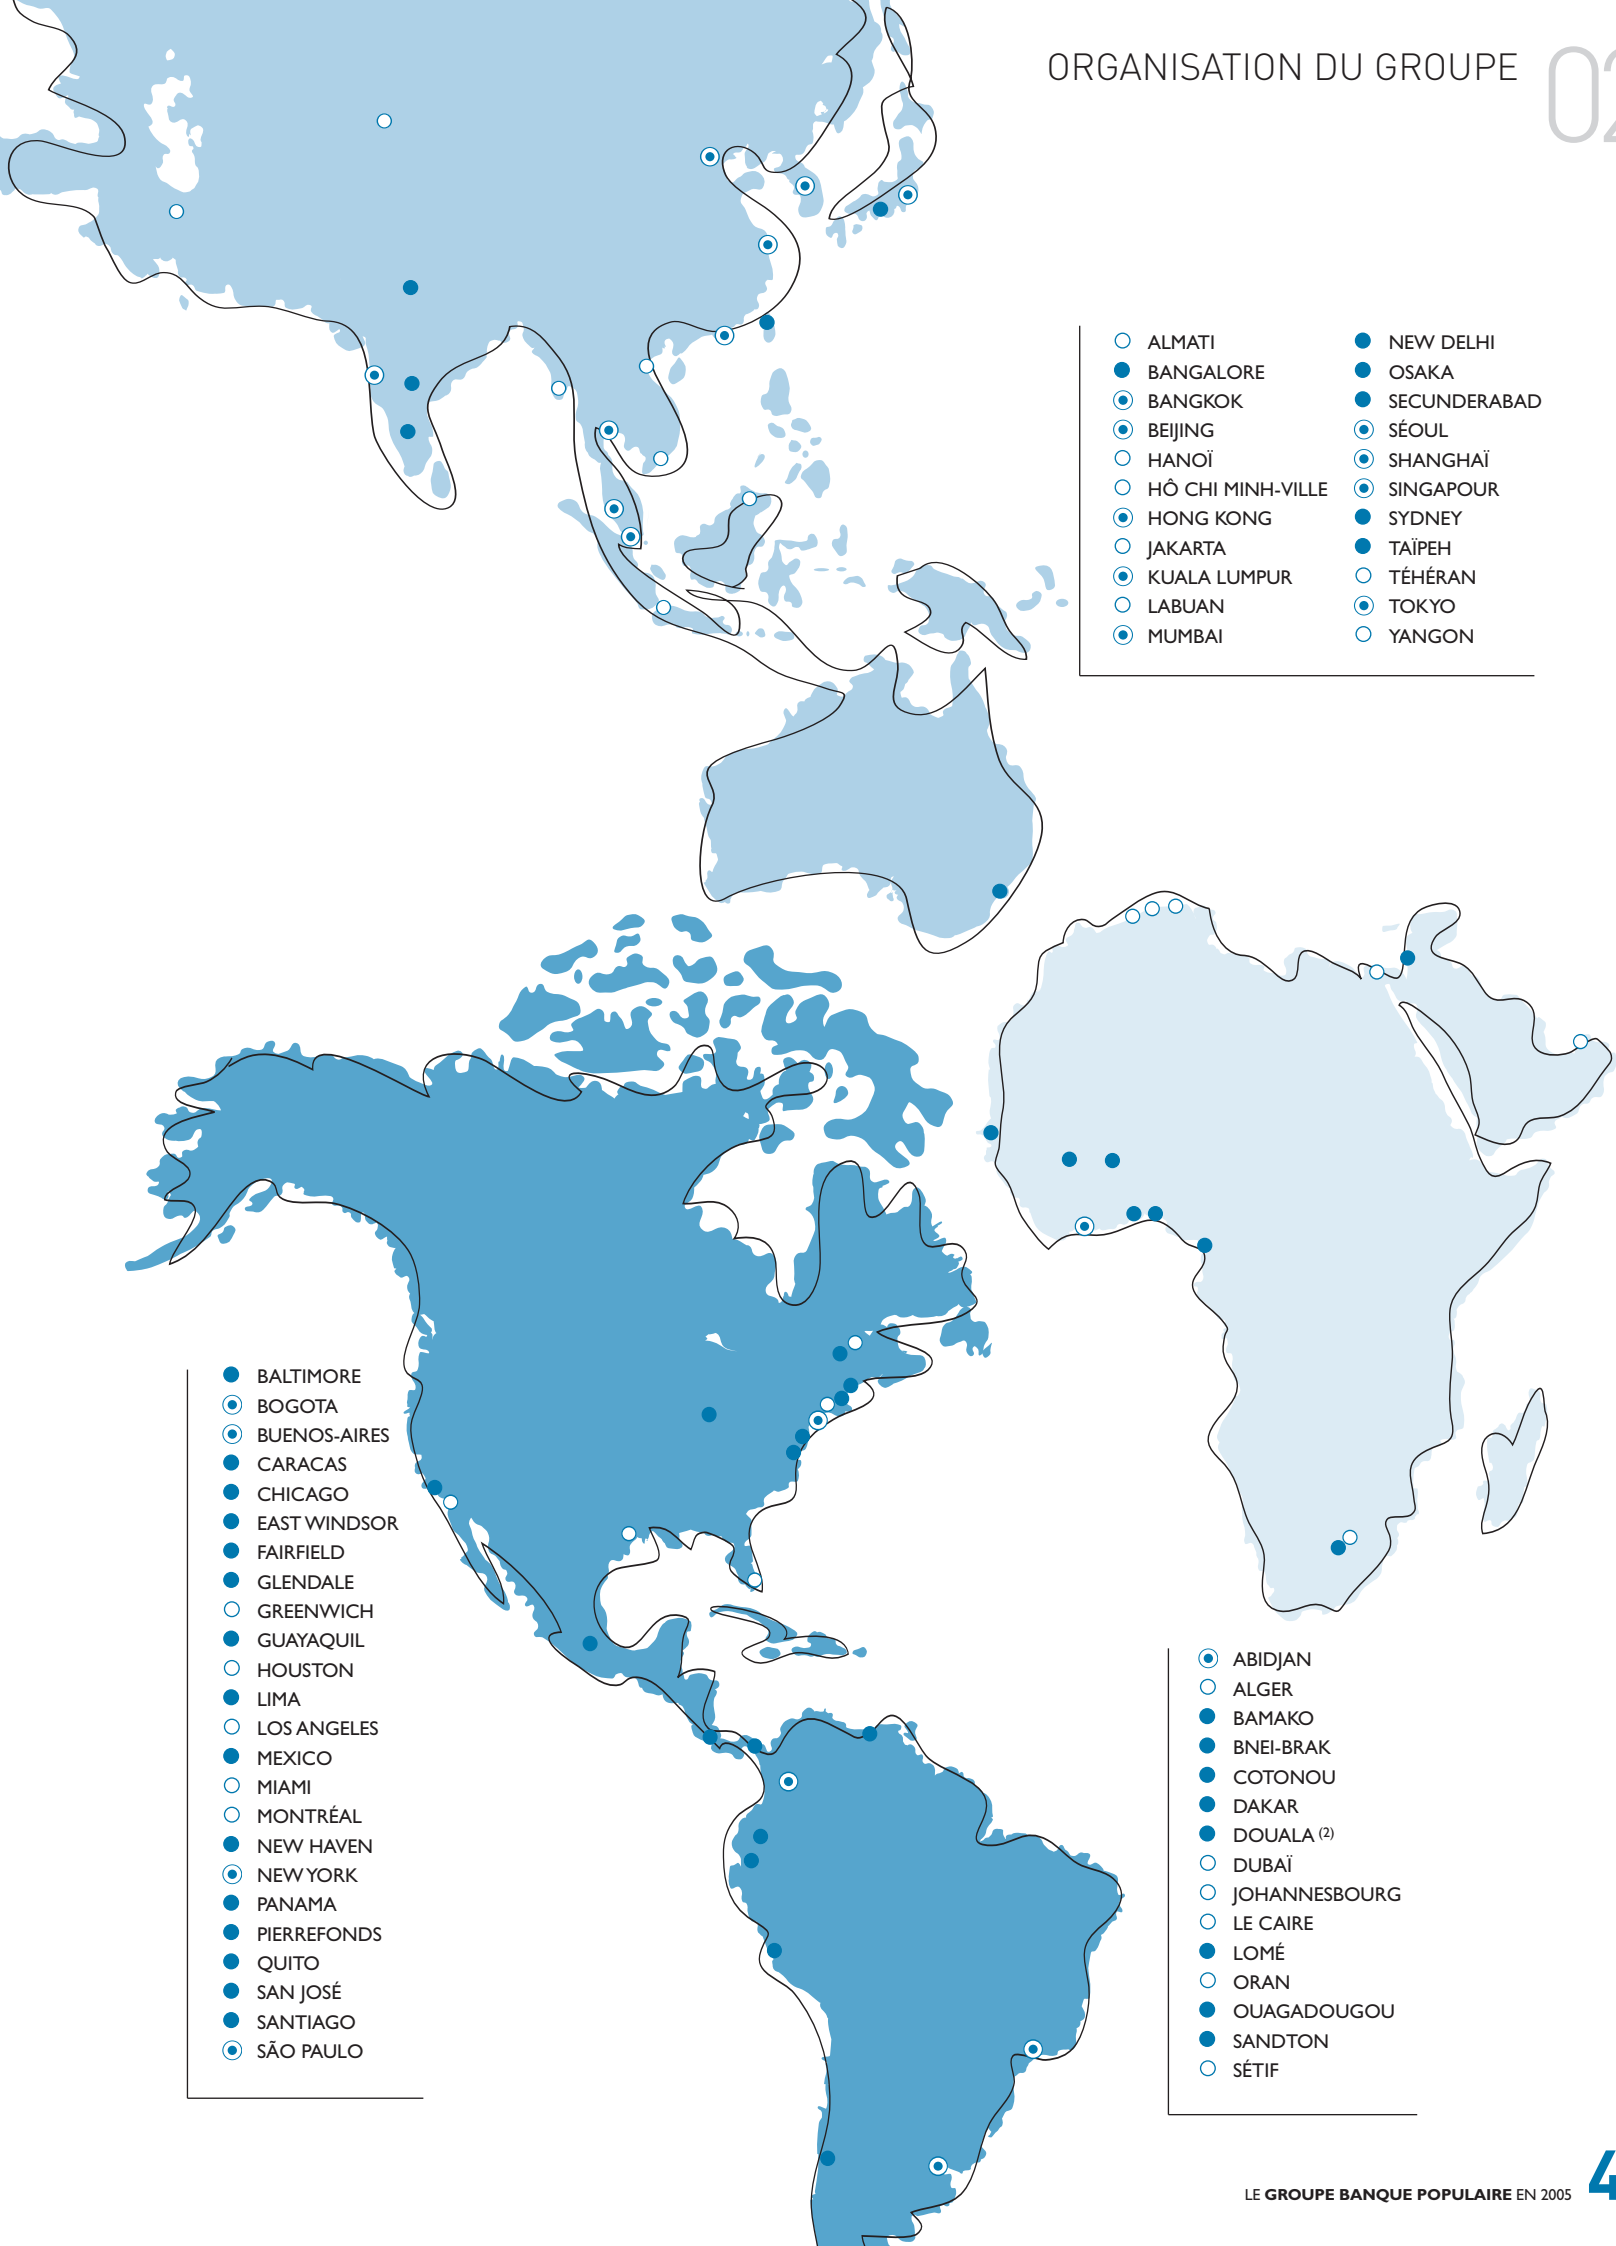 ORGANISATION DU GROUPE 02
ALMATI
BANGALORE
BANGKOK
BEIJING
HANOÏ
HÔ CHI MINH-VILLE
HONG KONG
JAKARTA
KUALA LUMPUR
LABUAN
MUMBAI
NEW DELHI
OSAKA
SECUNDERABAD
SÉOUL
SHANGHAÏ
SINGAPOUR
SYDNEY
TAÏPEH
TÉHÉRAN
TOKYO
YANGON
BALTIMORE
BOGOTA
BUENOS-AIRES
CARACAS
CHICAGO
EAST WINDSOR
FAIRFIELD
GLENDALE
GREENWICH
GUAYAQUIL
HOUSTON
LIMA
LOS ANGELES
MEXICO
MIAMI
MONTRÉAL
NEW HAVEN
NEW YORK
PANAMA
PIERREFONDS
QUITO
SAN JOSÉ
SANTIAGO
SÃO PAULO
ABIDJAN
ALGER
BAMAKO
BNEI-BRAK
COTONOU
DAKAR
DOUALA (2)
DUBAÏ
JOHANNESBOURG
LE CAIRE
LOMÉ
ORAN
OUAGADOUGOU
SANDTON
SÉTIF
LE GROUPE BANQUE POPULAIRE EN 2005 4